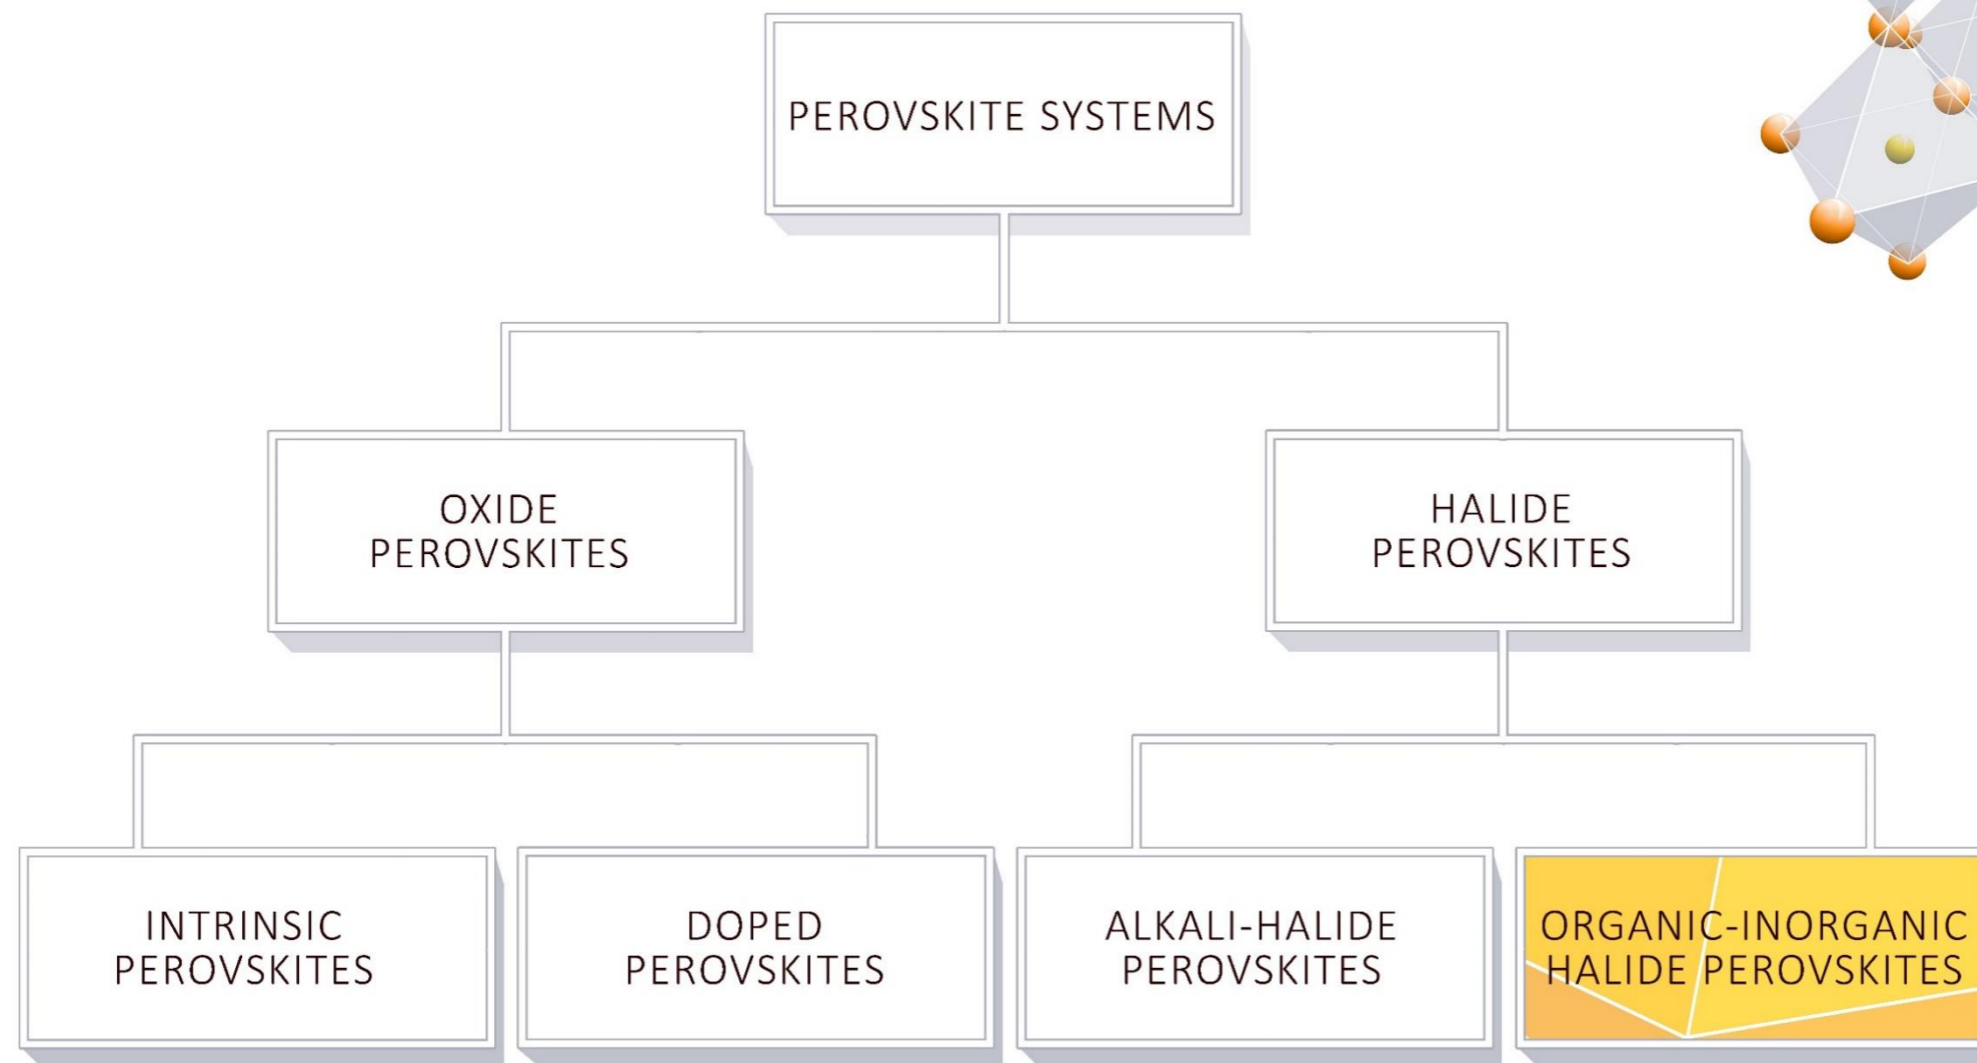 PEROVSKITE SYSTEMS
OXIDE
PEROVSKITES
HALIDE
PEROVSKITES
INTRINSIC
PEROVSKITES
DOPED
PEROVSKITES
ALKALI-HALIDE
PEROVSKITES
ORGANIC-INORGANIC
HALIDE PEROVSKITES